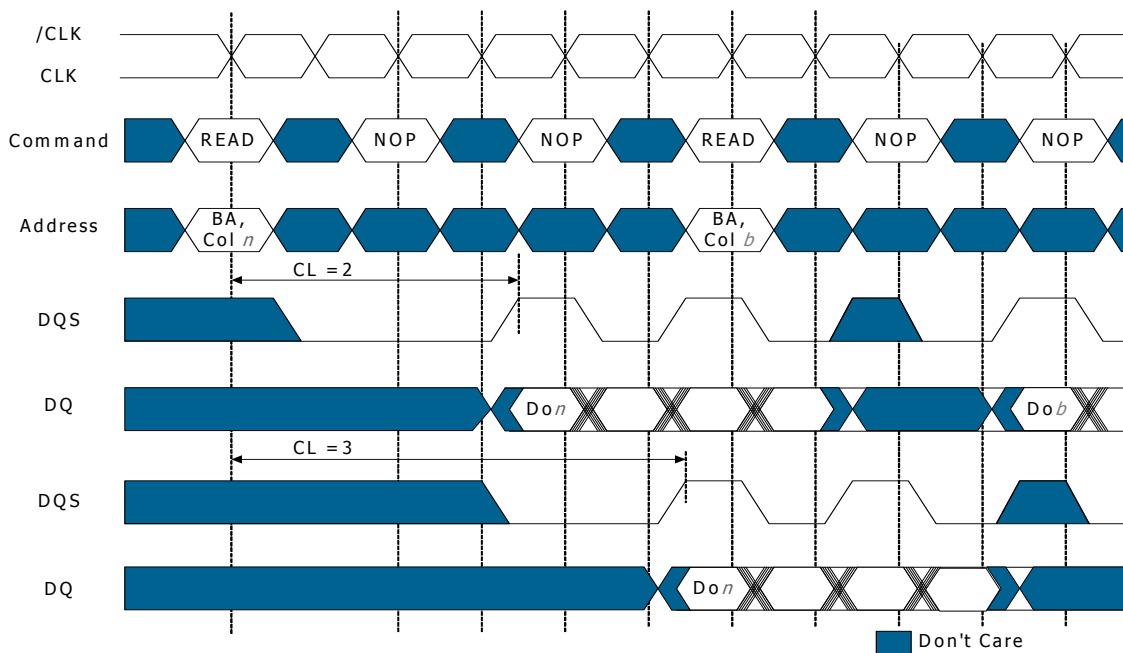 /CLK
CLK
Command READ NOP NOP READ NOP NOP
Address BA, Col n BA, Col b
CL = 2
DQS
DQ Do n Do b
CL = 3
DQS
DQ Do n
Don't Care